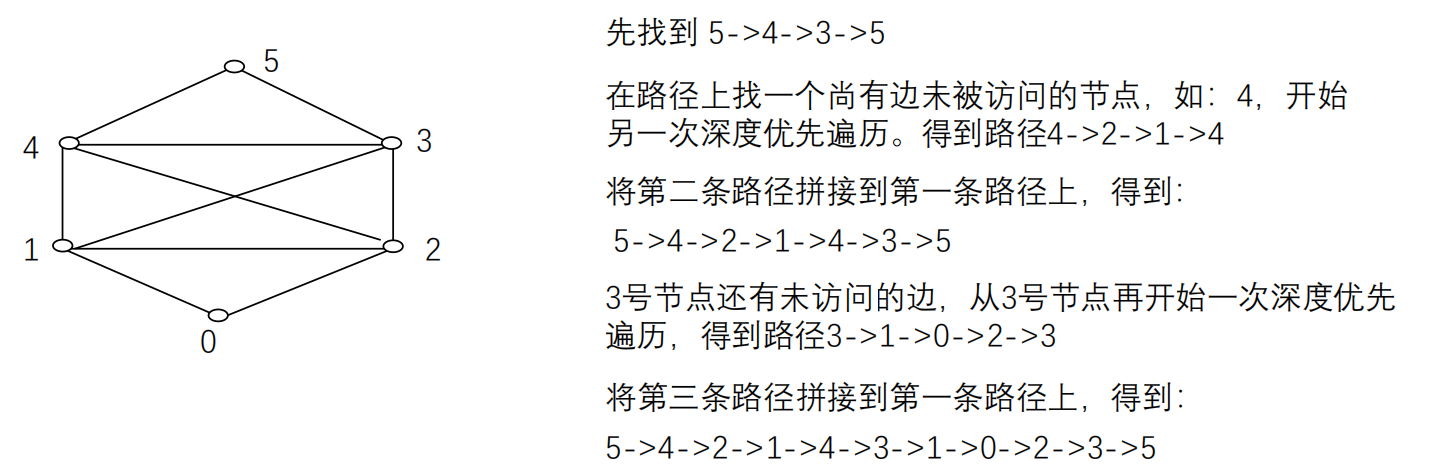 5
先找到 5->4->3->5
4
3
在路径上找一个尚有边未被访问的节点，如：4，开始
另一次深度优先遍历。得到路径4->2->1->4
将第二条路径拼接到第一条路径上，得到：
1
2
5->4->2->1->4->3->5
3号节点还有未访问的边，从3号节点再开始一次深度优先
遍历，得到路径3->1->0->2->3
0
将第三条路径拼接到第一条路径上，得到：
5->4->2->1->4->3->1->0->2->3->5